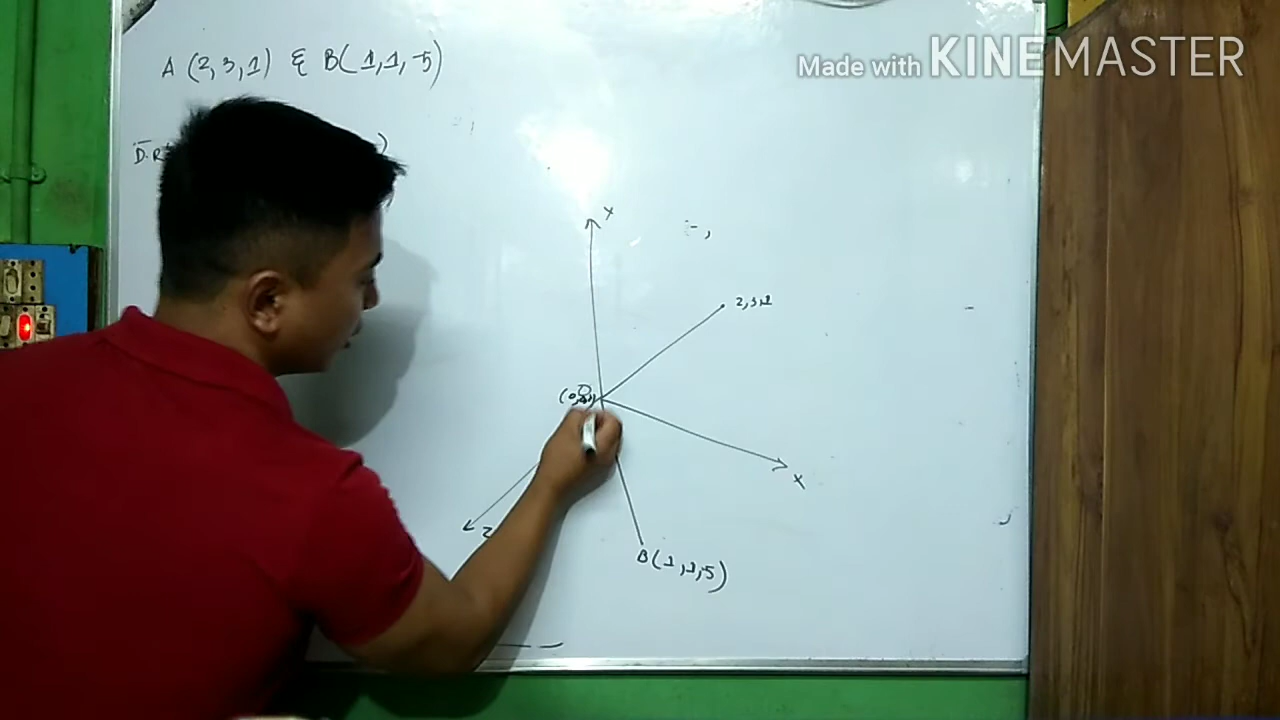 A (2,3,1) & B(1,1,-5)
Made with KINEMASTER
D.R
)
Y
2,3,1
O
X
Z
B(1,1,-5)